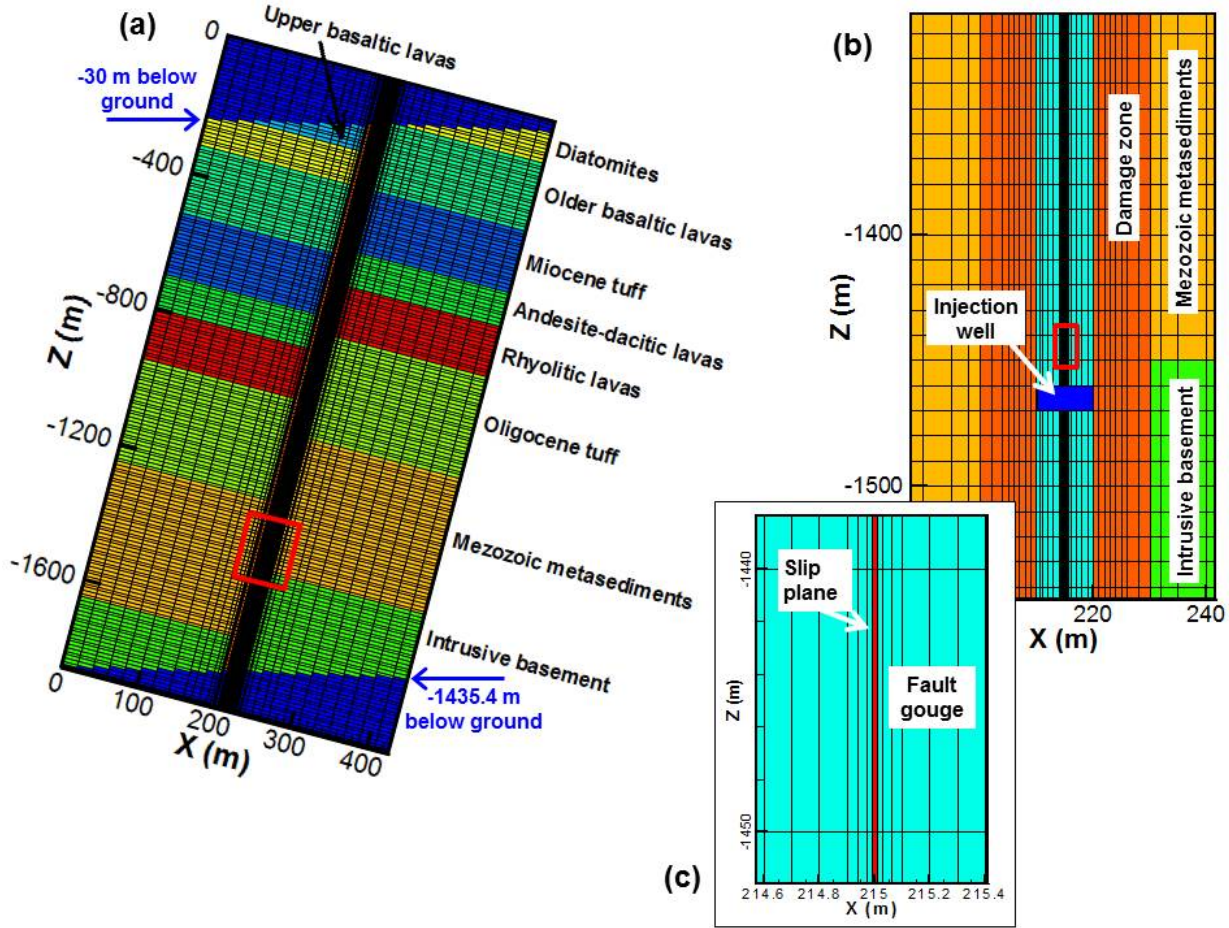 (a)
Upper basaltic lavas
-30 m below
ground
0
-400
-800
-1200
-1600
Z (m)
0
100
200
300
400
X (m)
Diatomites
Older basaltic lavas
Miocene tuff
Andesite-dacitic lavas
Rhyolitic lavas
Oligocene tuff
Mezozoic metasediments
Intrusive basement
-1435.4 m
below ground
(b)
Damage zone
Mezozoic metasediments
Intrusive basement
Injection
well
-1400
-1500
Z (m)
220
240
X (m)
(c)
Slip
plane
Fault
gouge
-1440
-1450
Z (m)
214.6
214.8
215
215.2
215.4
X (m)